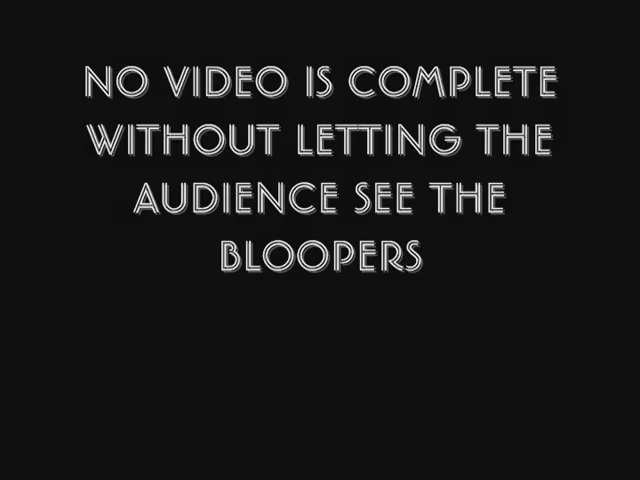 NO VIDEO IS COMPLETE
WITHOUT LETTING THE
AUDIENCE SEE THE
BLOOPERS